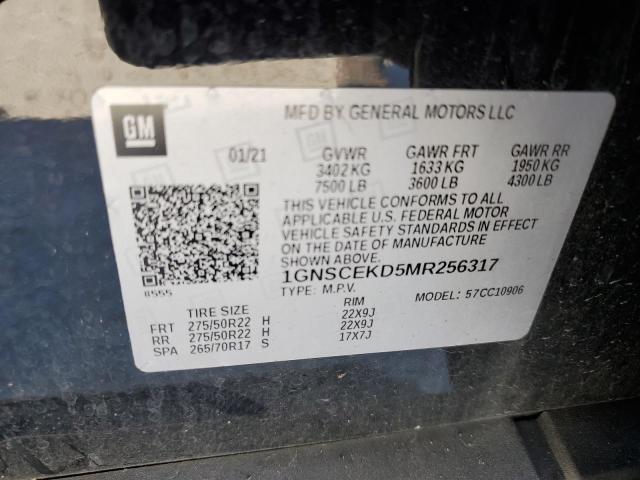 GM
MFD BY GENERAL MOTORS LLC
01/21 GVWR GAWR FRT GAWR RR
3402 KG 1633 KG 1950 KG
7500 LB 3600 LB 4300 LB
THIS VEHICLE CONFORMS TO ALL
APPLICABLE U.S. FEDERAL MOTOR
VEHICLE SAFETY STANDARDS IN
EFFECT ON THE DATE OF MANUFACTURE
SHOWN ABOVE.
1GNSCEKD5MR256317
TYPE: M.P.V. MODEL: 57CC10906
8555
TIRE SIZE RIM
FRT 275/50R22 H 22X9J
RR 275/50R22 H 22X9J
SPA 265/70R17 S 17X7J